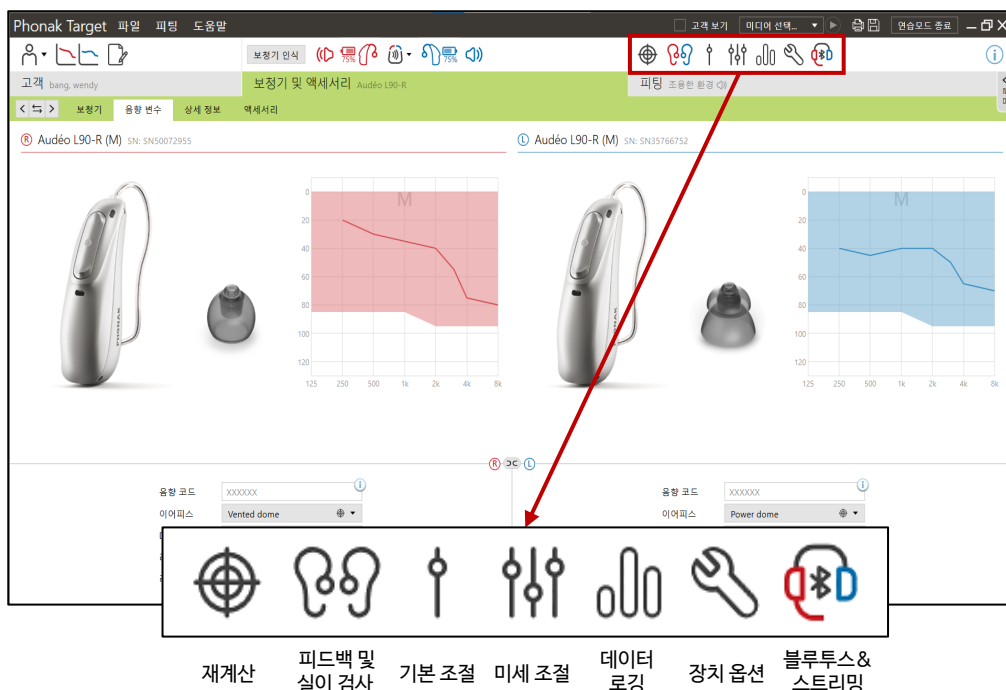 Phonak Target 파일 피팅 도움말
고객 보기 미디어 선택... 연습모드 종료
보청기 인식 75% 75%
고객 bang, wendy 보청기 및 액세서리 Audéo L90-R 피팅 조용한 환경
보청기 음향 변수 상세 정보 액세서리
R Audéo L90-R (M) SN: SN50072955
L Audéo L90-R (M) SN: SN35766752
PHONAK
M
0
20
40
60
80
100
120
125 250 500 1k 2k 4k 8k
M
0
20
40
60
80
100
120
125 250 500 1k 2k 4k 8k
R L
음향 코드 XXXXXX
이어피스 Vented dome
음향 코드 XXXXXX
이어피스 Power dome
재계산
피드백 및
실이 검사
기본 조절
미세 조절
데이터
로깅
장치 옵션
블루투스&
스트리밍